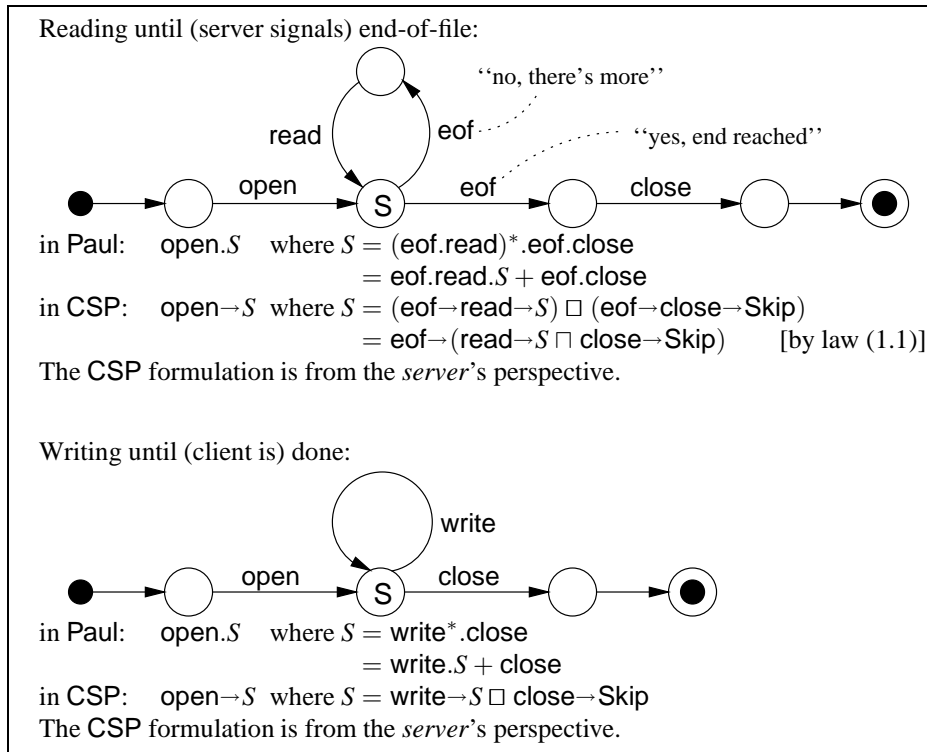 Reading until (server signals) end-of-file:
‘‘no, there’s more’’
read
eof
‘‘yes, end reached’’
open
S
eof
close
in Paul: open.S where S = (eof.read)*.eof.close
= eof.read.S + eof.close
in CSP: open→S where S = (eof→read→S) □ (eof→close→Skip)
= eof→(read→S ⊓ close→Skip) [by law (1.1)]
The CSP formulation is from the server’s perspective.
Writing until (client is) done:
write
open
S
close
in Paul: open.S where S = write*.close
= write.S + close
in CSP: open→S where S = write→S □ close→Skip
The CSP formulation is from the server’s perspective.